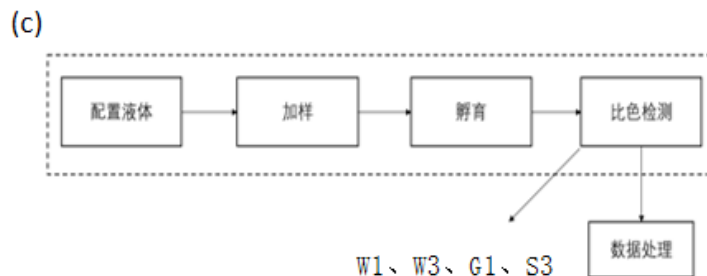 (c)
配置液体
加样
孵育
比色检测
W1、W3、G1、S3
数据处理